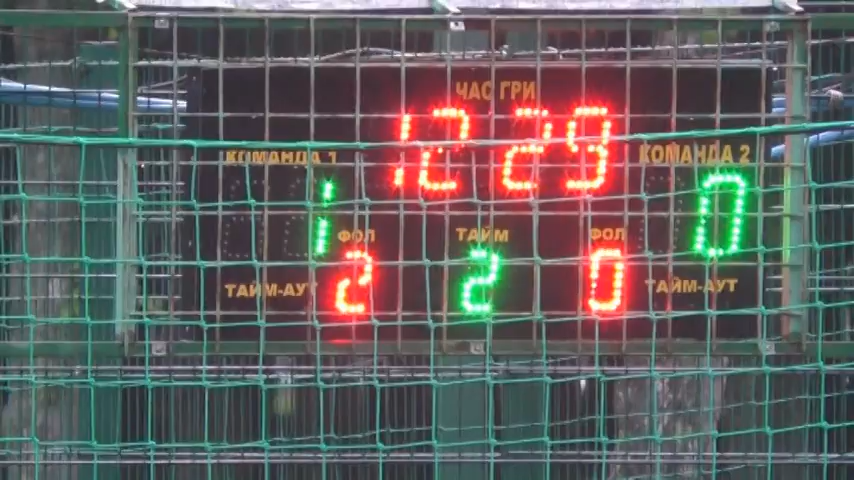 ЧАС ГРИ
12 29
КОМАНДА 1 КОМАНДА 2
1 0
ФОЛ ТАЙМ ФОЛ
2 2 0
ТАЙМ-АУТ ТАЙМ-АУТ